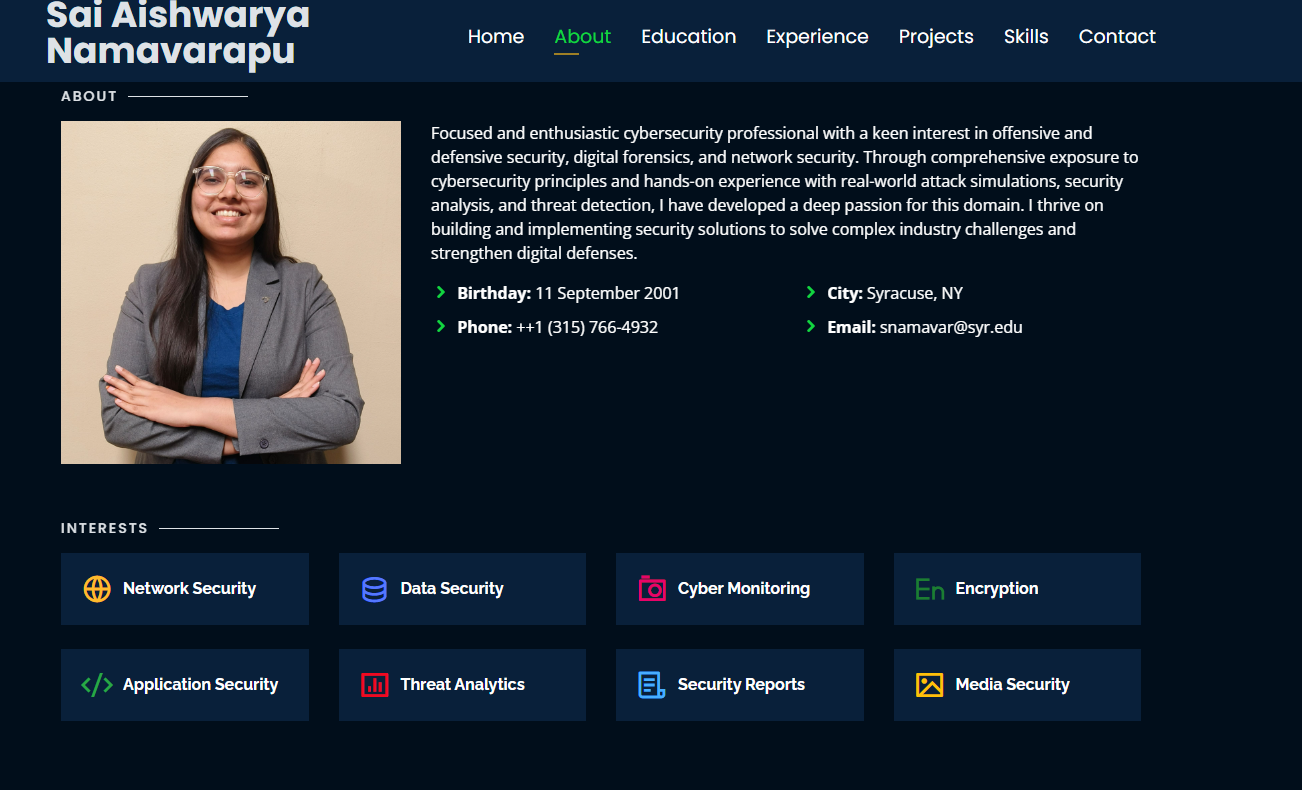 Sai Aishwarya
Namavarapu
Home About Education Experience Projects Skills Contact
ABOUT
Focused and enthusiastic cybersecurity professional with a keen interest in offensive and
defensive security, digital forensics, and network security. Through comprehensive exposure to
cybersecurity principles and hands-on experience with real-world attack simulations, security
analysis, and threat detection, I have developed a deep passion for this domain. I thrive on
building and implementing security solutions to solve complex industry challenges and
strengthen digital defenses.
Birthday: 11 September 2001
City: Syracuse, NY
Phone: ++1 (315) 766-4932
Email: snamavar@syr.edu
INTERESTS
Network Security
Data Security
Cyber Monitoring
En Encryption
Application Security
Threat Analytics
Security Reports
Media Security